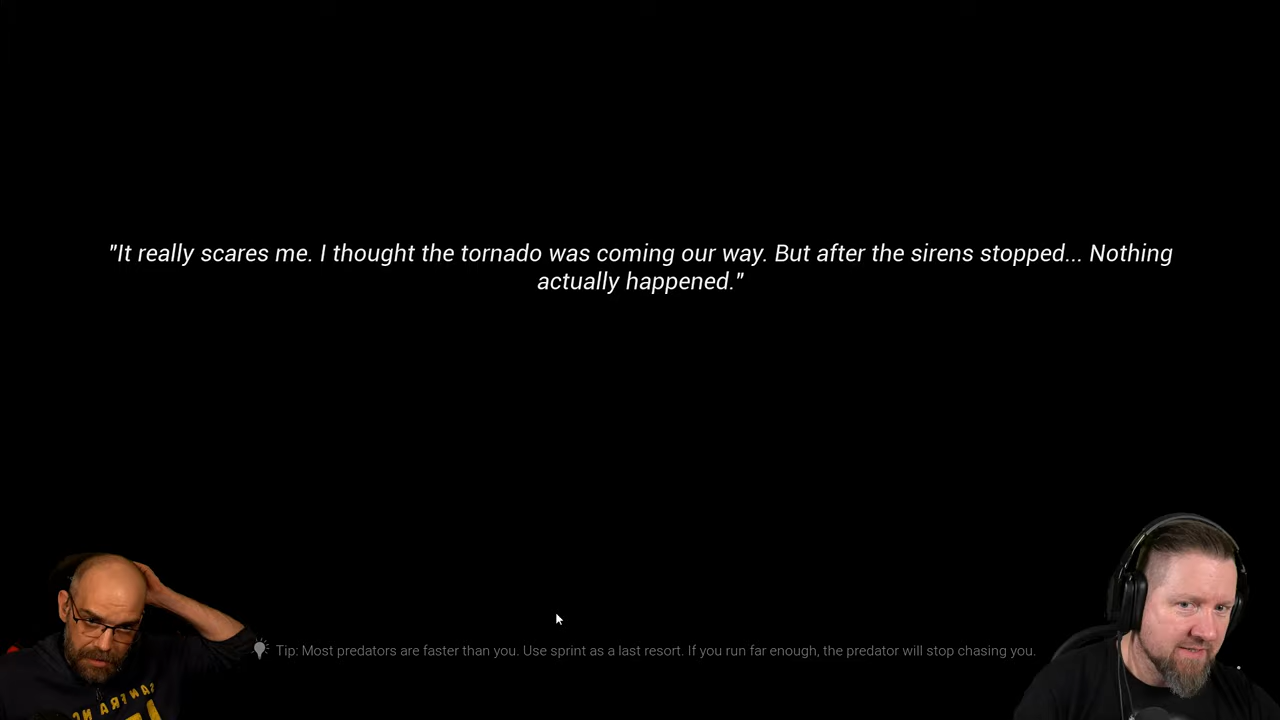 "It really scares me. I thought the tornado was coming our way. But after the sirens stopped... Nothing
actually happened."
Tip: Most predators are faster than you. Use sprint as a last resort. If you run far enough, the predator will stop chasing you.